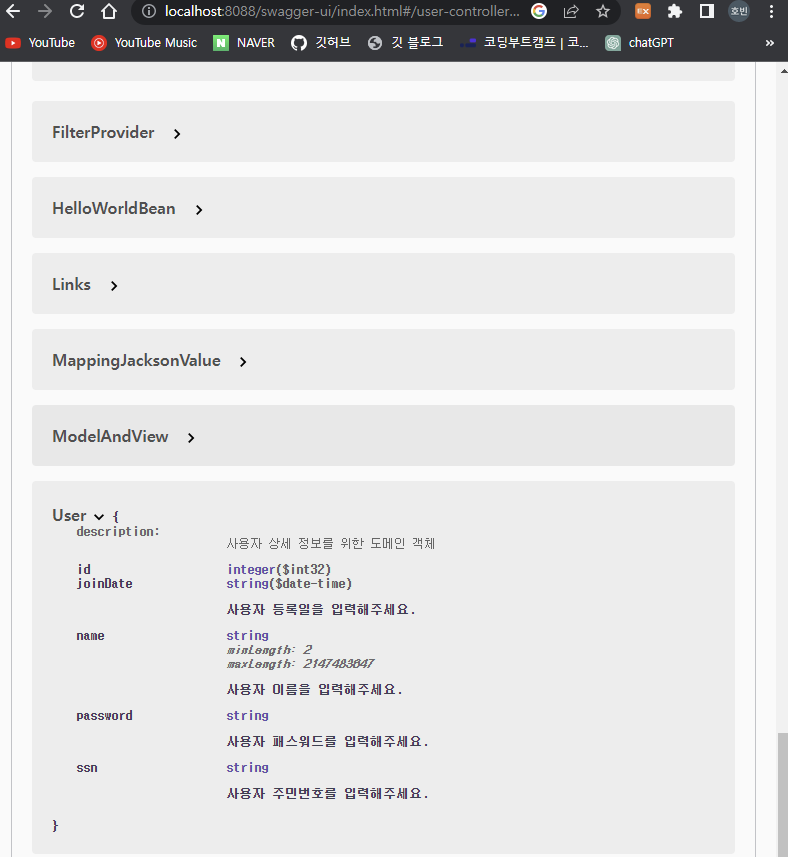 localhost:8088/swagger-ui/index.html#/user-controller...
EX
호빈
YouTube
YouTube Music
N NAVER
깃허브
깃 블로그
코딩부트캠프 | 코...
chatGPT
»
FilterProvider
HelloWorldBean
Links
MappingJacksonValue
ModelAndView
User {
description:
사용자 상세 정보를 위한 도메인 객체
id integer($int32)
joinDate string($date-time)
사용자 등록일을 입력해주세요.
name string
minLength: 2
maxLength: 2147483647
사용자 이름을 입력해주세요.
password string
사용자 패스워드를 입력해주세요.
ssn string
사용자 주민번호를 입력해주세요.
}